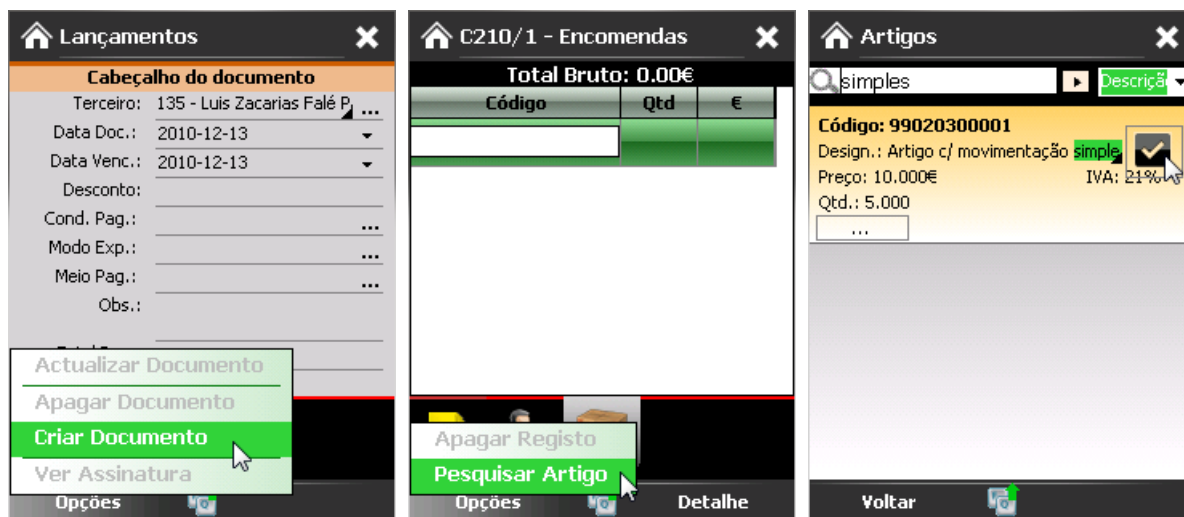 Lançamentos
Cabeçalho do documento
Terceiro: 135 - Luis Zacarias Falé P ...
Data Doc.: 2010-12-13
Data Venc.: 2010-12-13
Desconto:
Cond. Pag.: ...
Modo Exp.: ...
Meio Pag.: ...
Obs.:
Actualizar Documento
Apagar Documento
Criar Documento
Ver Assinatura
Opções
C210/1 - Encomendas
Total Bruto: 0.00€
Código Qtd €
Apagar Registo
Pesquisar Artigo
Opções Detalhe
Artigos
simples Descriçã
Código: 99020300001
Design.: Artigo c/ movimentação simple
Preço: 10.000€ IVA: 21%
Qtd.: 5.000
...
Voltar